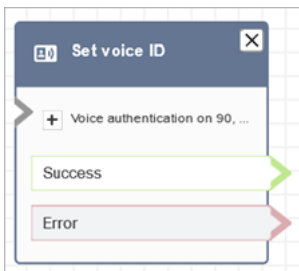 Set voice ID
Voice authentication on 90, ...
Success
Error